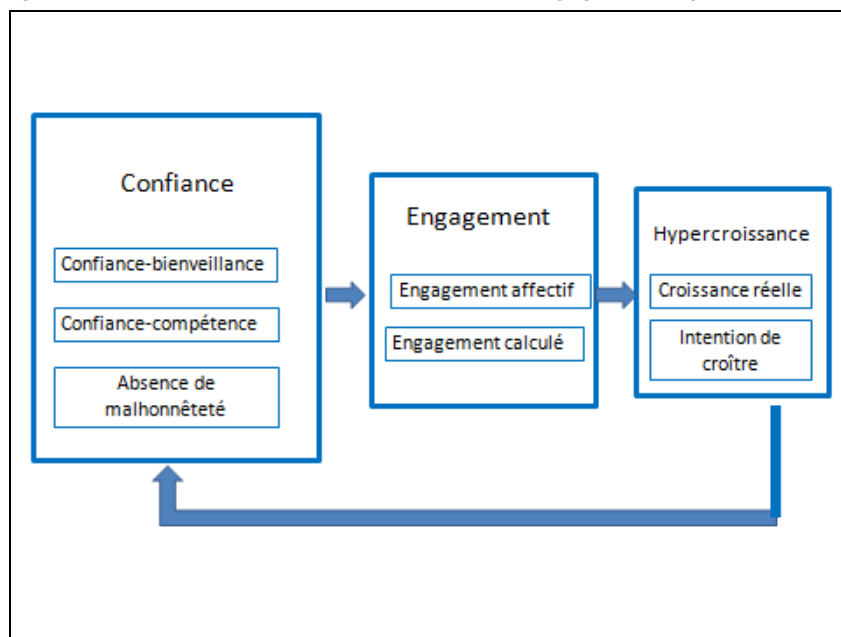 Confiance
Confiance-bienveillance
Confiance-compétence
Absence de
malhonnêteté
Engagement
Engagement affectif
Engagement calculé
Hypercroissance
Croissance réelle
Intention de
croître